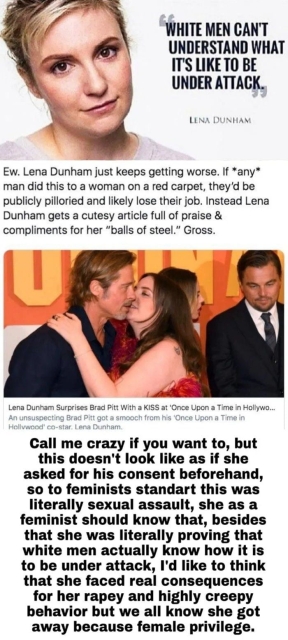 "WHITE MEN CAN'T
UNDERSTAND WHAT
IT'S LIKE TO BE
UNDER ATTACK."
LENA DUNHAM
Ew. Lena Dunham just keeps getting worse. If *any*
man did this to a woman on a red carpet, they'd be
publicly pilloried and likely lose their job. Instead Lena
Dunham gets a cutesy article full of praise &
compliments for her "balls of steel." Gross.
Lena Dunham Surprises Brad Pitt With a KISS at 'Once Upon a Time in Hollywo...
An unsuspecting Brad Pitt got a smooch from his 'Once Upon a Time in
Hollywood' co-star, Lena Dunham.
Call me crazy if you want to, but
this doesn't look like as if she
asked for his consent beforehand,
so to feminists standart this was
literally sexual assault, she as a
feminist should know that, besides
that she was literally proving that
white men actually know how it is
to be under attack, I'd like to think
that she faced real consequences
for her rapey and highly creepy
behavior but we all know she got
away because female privilege.